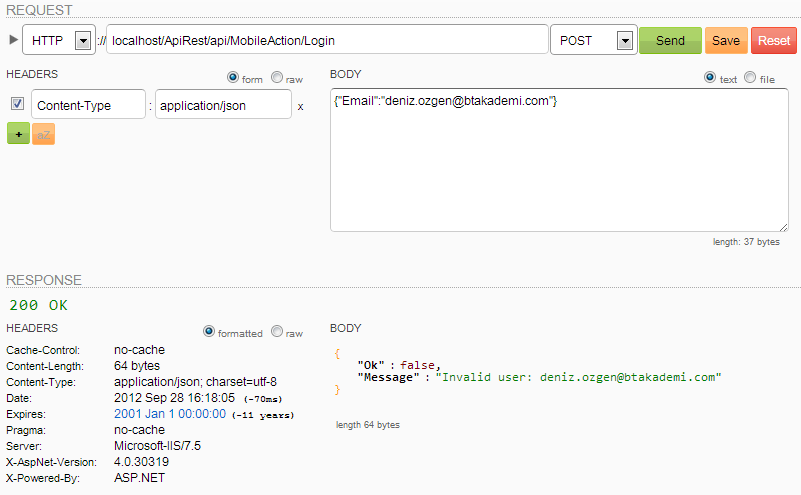 REQUEST
HTTP :// localhost/ApiRest/api/MobileAction/Login POST Send Save Reset
HEADERS form raw
Content-Type : application/json x
+ aZ
BODY text file
{"Email":"deniz.ozgen@btakademi.com"}
length: 37 bytes
RESPONSE
200 OK
HEADERS formatted raw
Cache-Control: no-cache
Content-Length: 64 bytes
Content-Type: application/json; charset=utf-8
Date: 2012 Sep 28 16:18:05 (-70ms)
Expires: 2001 Jan 1 00:00:00 (-11 years)
Pragma: no-cache
Server: Microsoft-IIS/7.5
X-AspNet-Version: 4.0.30319
X-Powered-By: ASP.NET
BODY
{
"Ok" : false,
"Message" : "Invalid user: deniz.ozgen@btakademi.com"
}
length 64 bytes